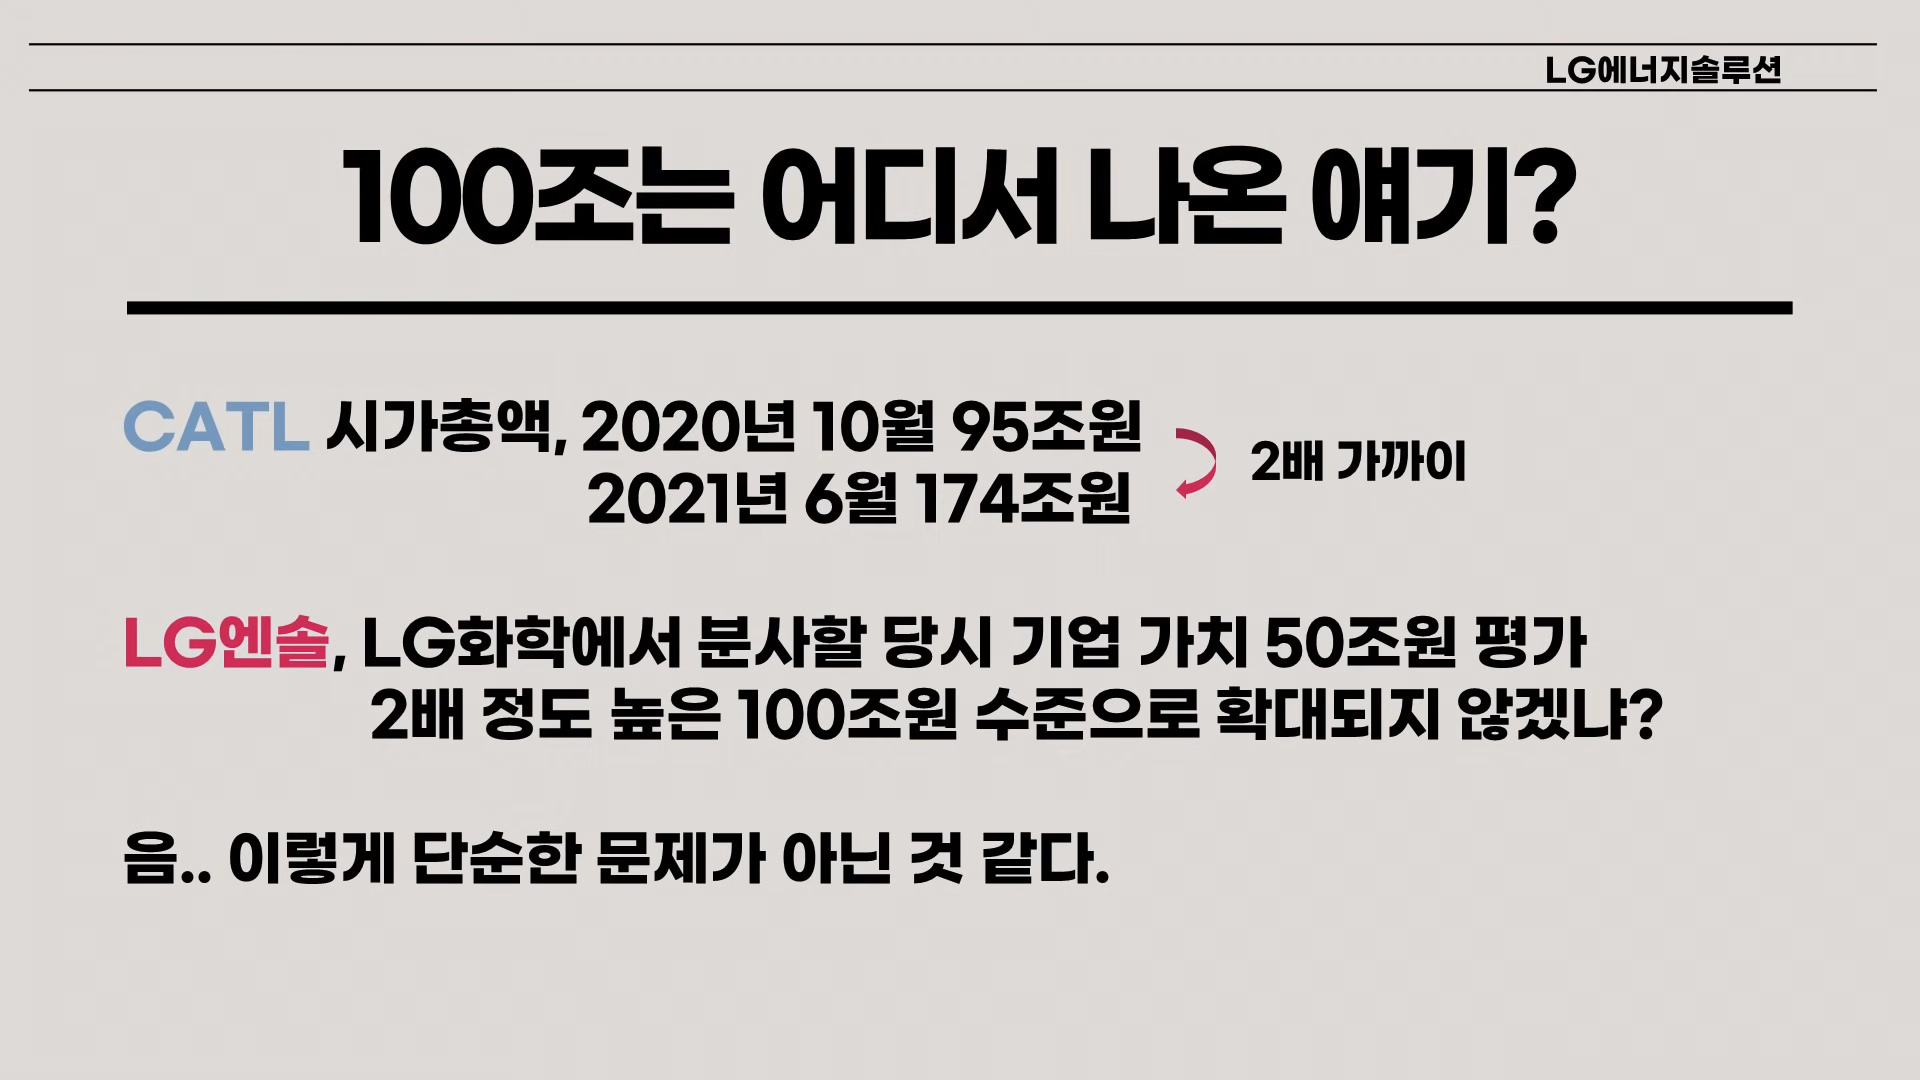 LG에너지솔루션
100조는 어디서 나온 얘기?
CATL 시가총액, 2020년 10월 95조원
2021년 6월 174조원
2배 가까이
LG엔솔, LG화학에서 분사할 당시 기업 가치 50조원 평가
2배 정도 높은 100조원 수준으로 확대되지 않겠냐?
음.. 이렇게 단순한 문제가 아닌 것 같다.